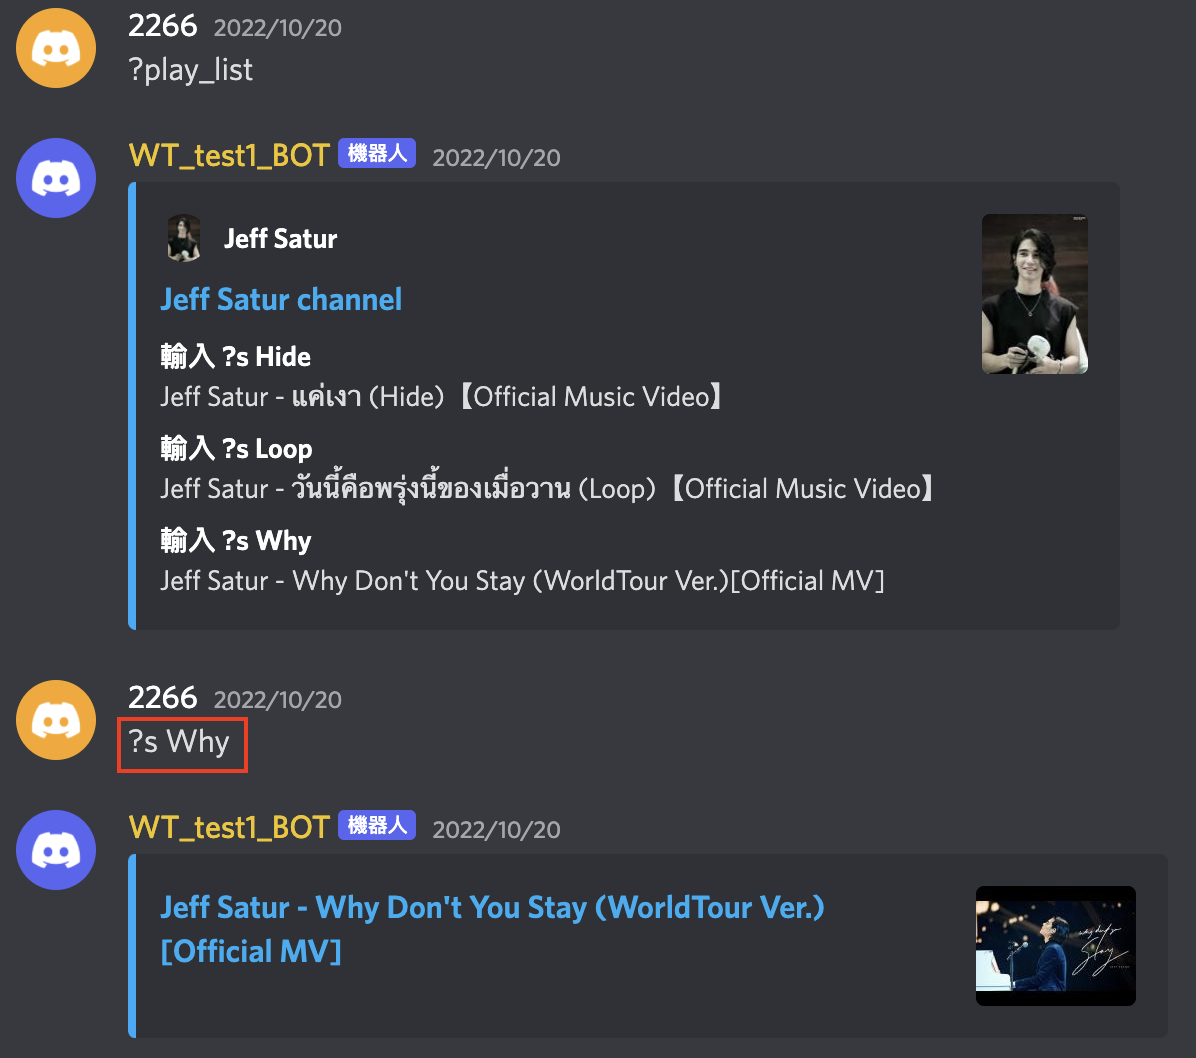 2266 2022/10/20
?play_list
WT_test1_BOT 機器人 2022/10/20
Jeff Satur
Jeff Satur channel
輸入 ?s Hide
Jeff Satur - แค่เงา (Hide)【Official Music Video】
輸入 ?s Loop
Jeff Satur - วันนี้คือพรุ่งนี้ของเมื่อวาน (Loop)【Official Music Video】
輸入 ?s Why
Jeff Satur - Why Don't You Stay (WorldTour Ver.)[Official MV]
2266 2022/10/20
?s Why
WT_test1_BOT 機器人 2022/10/20
Jeff Satur - Why Don't You Stay (WorldTour Ver.)
[Official MV]
Stay